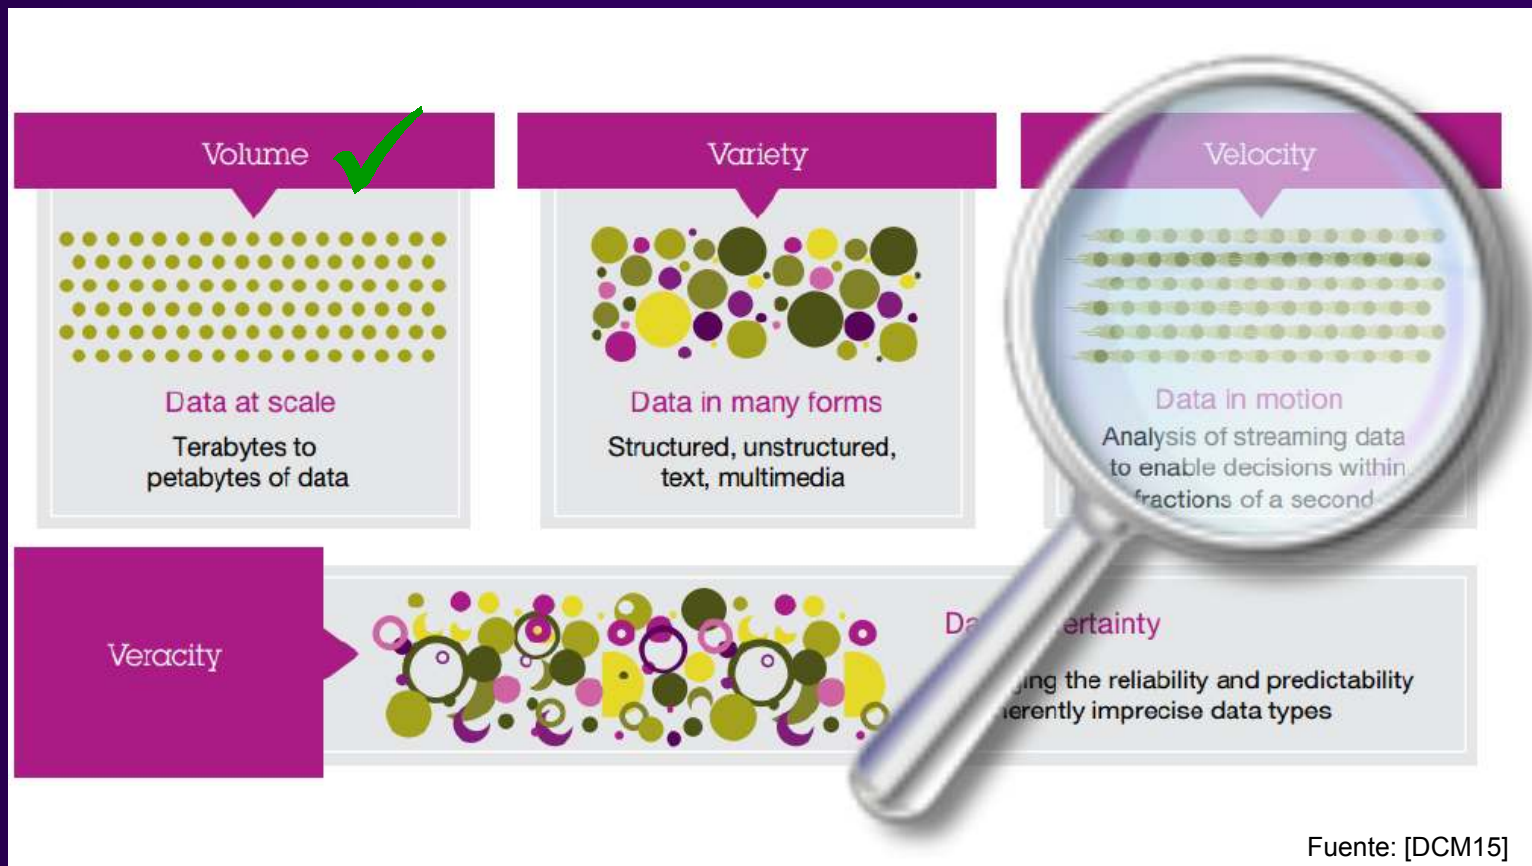 Volume
Variety
Velocity
Data at scale
Terabytes to
petabytes of data
Data in many forms
Structured, unstructured,
text, multimedia
Data in motion
Analysis of streaming data
to enable decisions within
fractions of a second
Veracity
ertainty
the reliability and predictability
imprecise data types
Fuente: [DCM15]